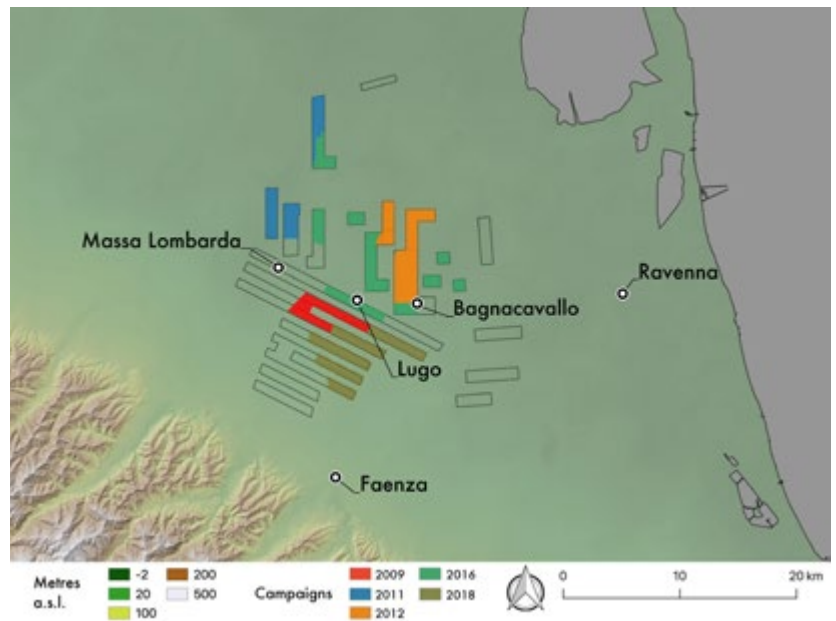 Massa Lombarda
Ravenna
Bagnacavallo
Lugo
Faenza
Metres
a.s.l.
-2
20
100
200
500
Campaigns
2009
2011
2012
2016
2018
0
10
20 km